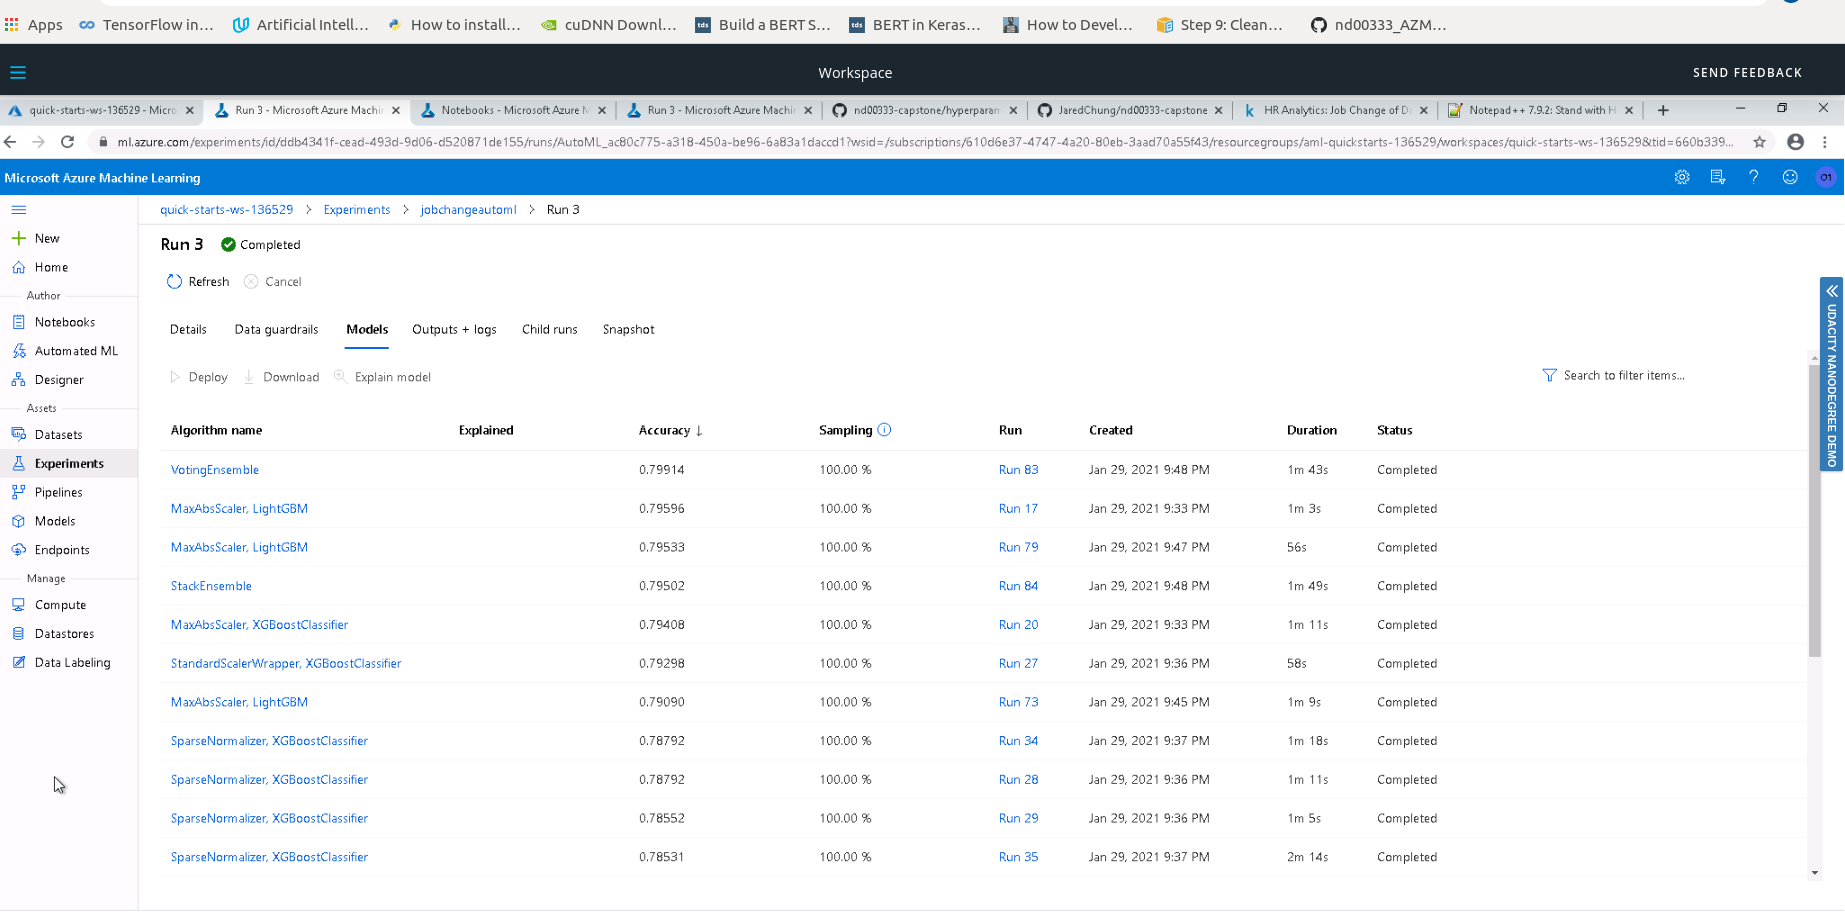 Apps TensorFlow in... Artificial Intell... How to install... cuDNN Downl... Build a BERT S... BERT in Keras... How to Devel... Step 9: Clean... nd00333_AZM...
Workspace SEND FEEDBACK
quick-starts-ws-136529 - Micro Run 3 - Microsoft Azure Machin Notebooks - Microsoft Azure M Run 3 - Microsoft Azure Machin nd00333-capstone/hyperparam JaredChung/nd00333-capstone HR Analytics: Job Change of D Notepad++ 7.9.2: Stand with H
ml.azure.com/experiments/id/ddb4341f-cead-493d-9d06-d520871de155/runs/AutoML_ac80c775-a318-450a-be96-6a83a1daccd1?wsid=/subscriptions/610d6e37-4747-4a20-80eb-3aad70a55f43/resourcegroups/aml-quickstarts-136529/workspaces/quick-starts-ws-136529&tid=660b339...
Microsoft Azure Machine Learning
quick-starts-ws-136529 > Experiments > jobchangeautoml > Run 3
New
Home
Author
Notebooks
Automated ML
Designer
Assets
Datasets
Experiments
Pipelines
Models
Endpoints
Manage
Compute
Datastores
Data Labeling
Run 3 Completed
Refresh Cancel
Details Data guardrails Models Outputs + logs Child runs Snapshot
Deploy Download Explain model Search to filter items...
Algorithm name Explained Accuracy ↓ Sampling Run Created Duration Status
VotingEnsemble 0.79914 100.00 % Run 83 Jan 29, 2021 9:48 PM 1m 43s Completed
MaxAbsScaler, LightGBM 0.79596 100.00 % Run 17 Jan 29, 2021 9:33 PM 1m 3s Completed
MaxAbsScaler, LightGBM 0.79533 100.00 % Run 79 Jan 29, 2021 9:47 PM 56s Completed
StackEnsemble 0.79502 100.00 % Run 84 Jan 29, 2021 9:48 PM 1m 49s Completed
MaxAbsScaler, XGBoostClassifier 0.79408 100.00 % Run 20 Jan 29, 2021 9:33 PM 1m 11s Completed
StandardScalerWrapper, XGBoostClassifier 0.79298 100.00 % Run 27 Jan 29, 2021 9:36 PM 58s Completed
MaxAbsScaler, LightGBM 0.79090 100.00 % Run 73 Jan 29, 2021 9:45 PM 1m 9s Completed
SparseNormalizer, XGBoostClassifier 0.78792 100.00 % Run 34 Jan 29, 2021 9:37 PM 1m 18s Completed
SparseNormalizer, XGBoostClassifier 0.78792 100.00 % Run 28 Jan 29, 2021 9:36 PM 1m 11s Completed
SparseNormalizer, XGBoostClassifier 0.78552 100.00 % Run 29 Jan 29, 2021 9:36 PM 1m 5s Completed
SparseNormalizer, XGBoostClassifier 0.78531 100.00 % Run 35 Jan 29, 2021 9:37 PM 2m 14s Completed
UDACITY NANODEGREE DEMO